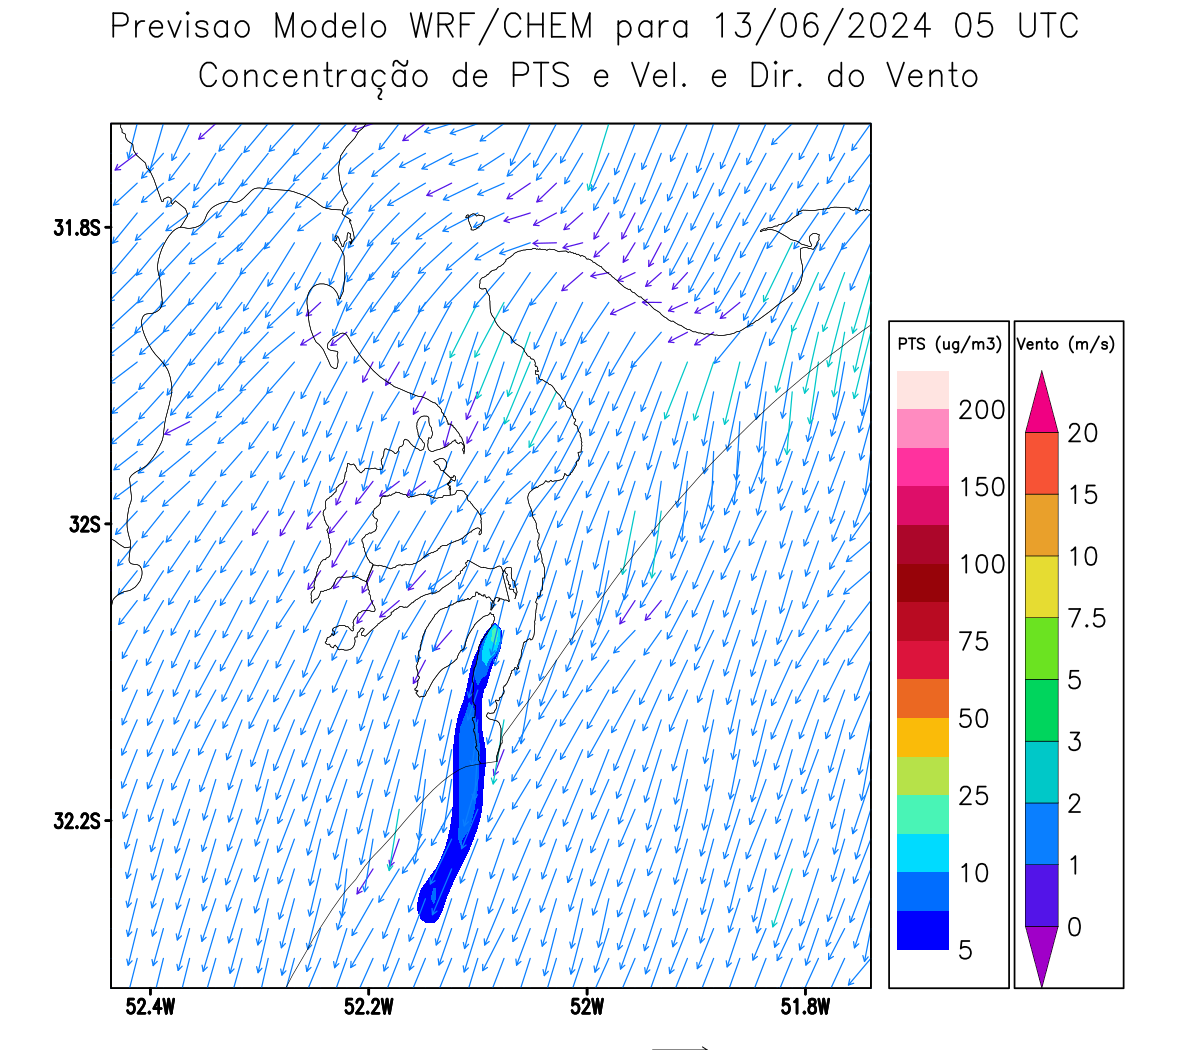 Previsao Modelo WRF/CHEM para 13/06/2024 05 UTC
Concentração de PTS e Vel. e Dir. do Vento
31.8S
32S
32.2S
52.4W 52.2W 52W 51.8W
PTS (ug/m3)
200
150
100
75
50
25
10
5
Vento (m/s)
20
15
10
7.5
5
3
2
1
0